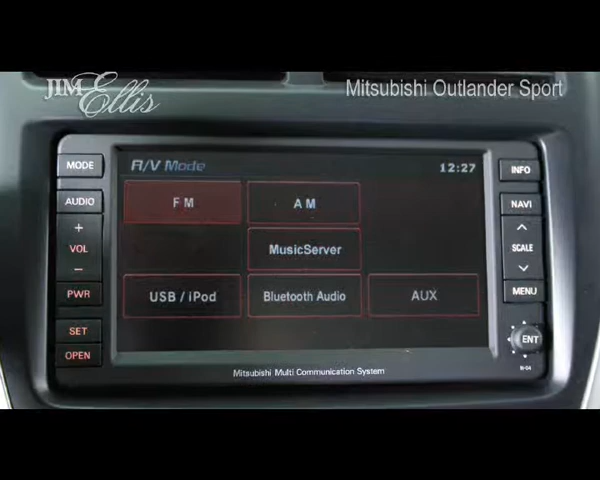 JIM Ellis
Mitsubishi Outlander Sport
MODE
A/V Mode
12:27
INFO
AUDIO
FM
AM
NAVI
+
VOL
−
MusicServer
SCALE
PWR
USB / iPod
Bluetooth Audio
AUX
MENU
SET
ENT
OPEN
Mitsubishi Multi Communication System